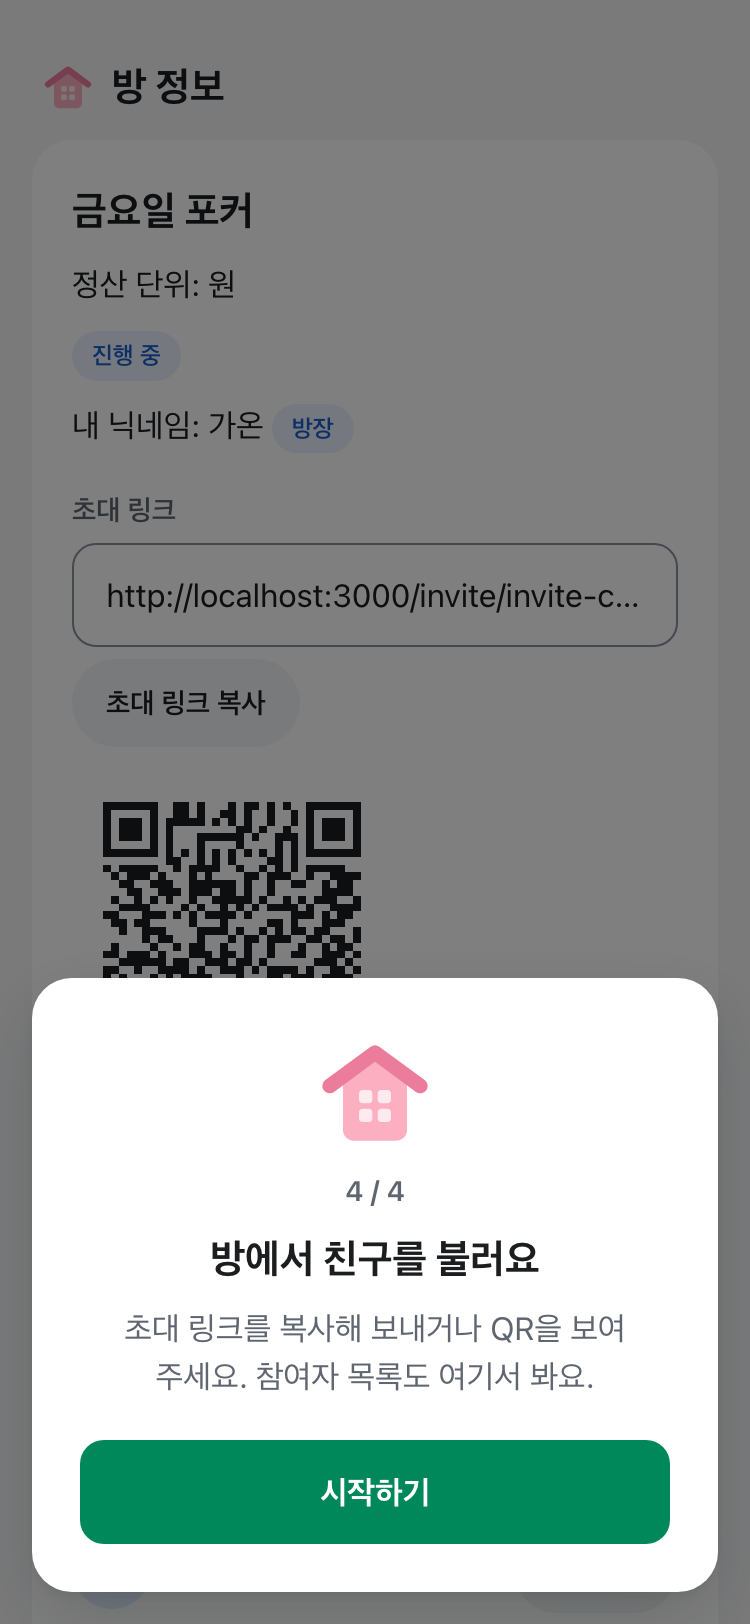 방 정보
금요일 포커
정산 단위: 원
진행 중
내 닉네임: 가온 방장
초대 링크
http://localhost:3000/invite/invite-c...
초대 링크 복사
4 / 4
방에서 친구를 불러요
초대 링크를 복사해 보내거나 QR을 보여
주세요. 참여자 목록도 여기서 봐요.
시작하기